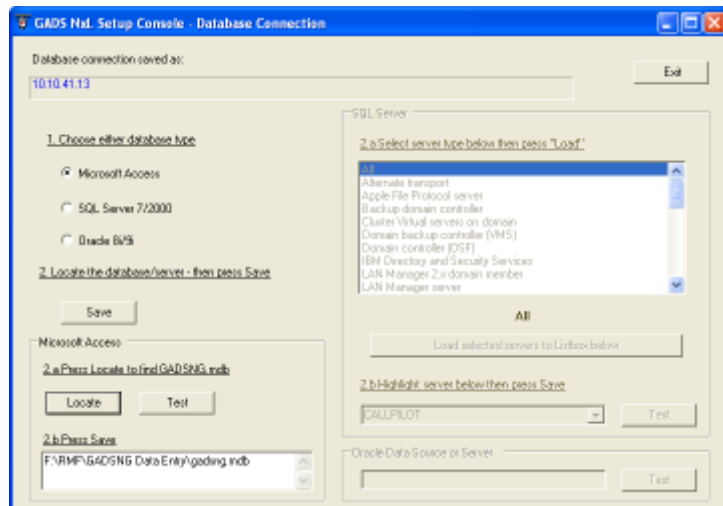 GADS NxL Setup Console - Database Connection
Database connection saved as:
10.10.41.13
Exit
1. Choose either database type
Microsoft Access
SQL Server 7/2000
Oracle 8i/9i
2. Locate the database/server - then press Save
Save
Microsoft Access
2.a Press Locate to find GADSNG.mdb
Locate
Test
2.b Press Save
F:\RMF\GADSNG Data Entry\gadsng.mdb
SQL Server
2.a Select server type below then press "Load"
All
Alternate transport
Apple File Protocol server
Backup domain controller
Cluster Virtual servers on domain
Domain backup controller (VMS)
Domain controller (OSF)
IBM Directory and Security Services
LAN Manager 2.x domain member
LAN Manager server
All
Load selected servers to Listbox below
2.b Highlight server below then press Save
CALLPILOT
Test
Oracle Data Source or Server
Test